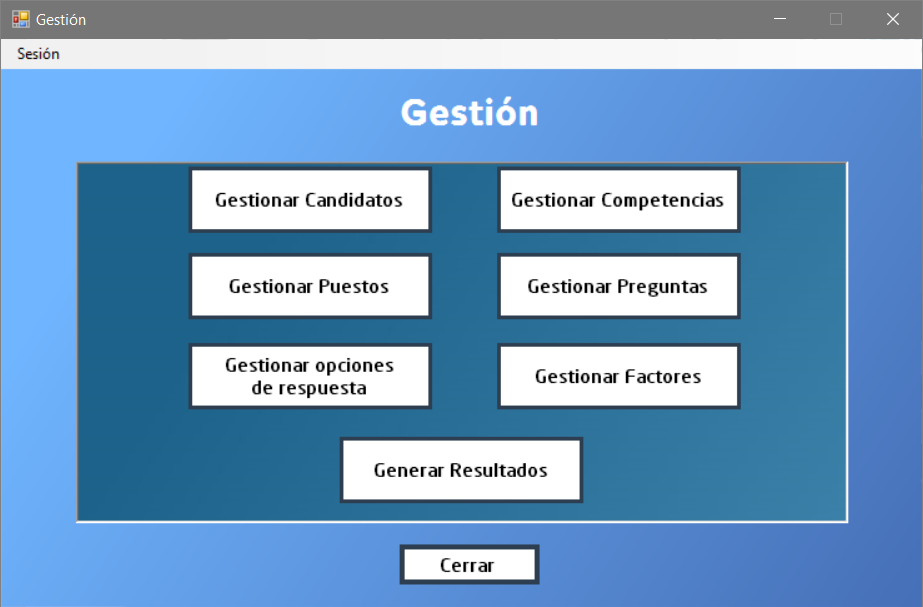 Gestión
Sesión
Gestión
Gestionar Candidatos
Gestionar Competencias
Gestionar Puestos
Gestionar Preguntas
Gestionar opciones
de respuesta
Gestionar Factores
Generar Resultados
Cerrar